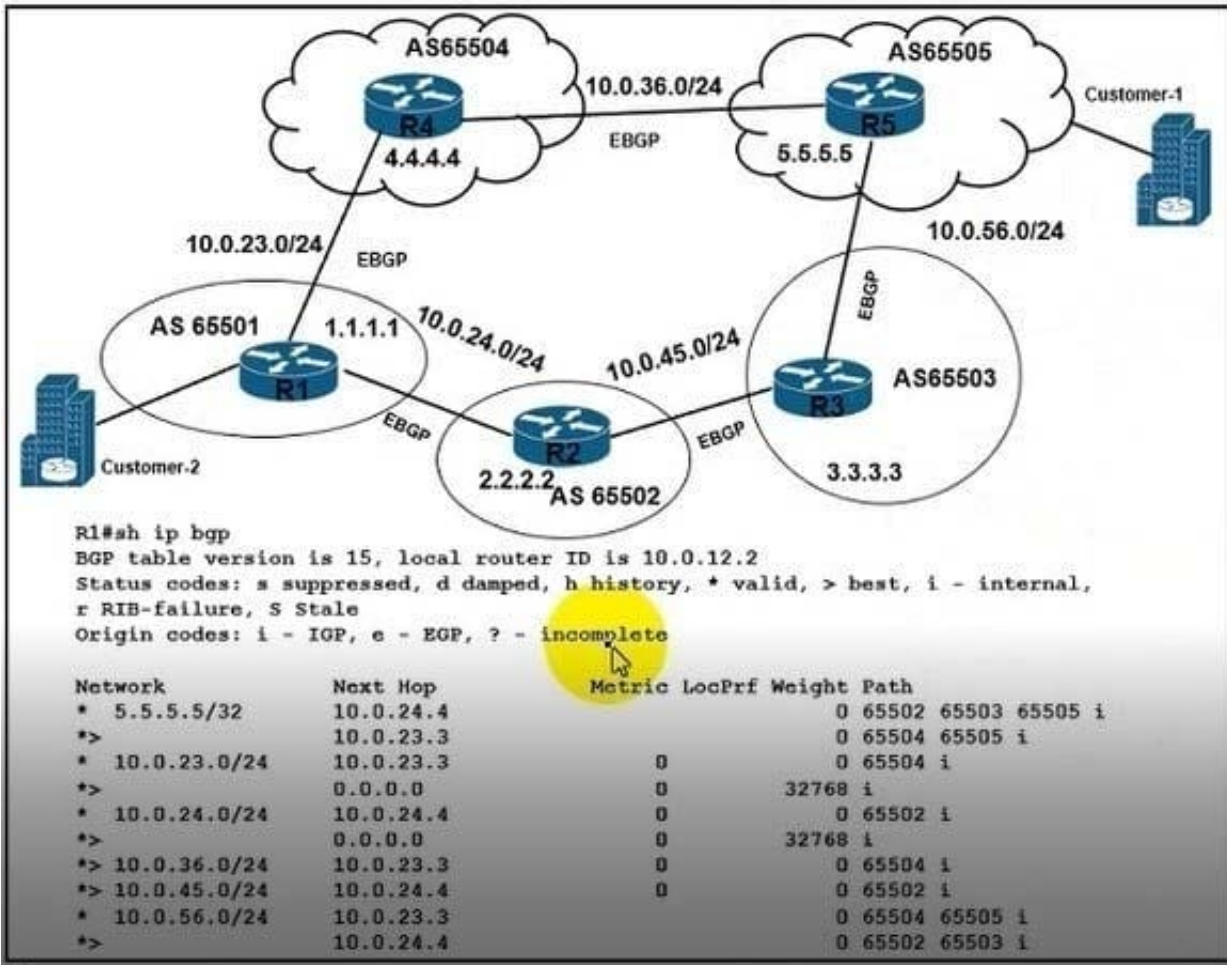 AS65504
AS65505
10.0.36.0/24
Customer-1
R4
R5
EBGP
4.4.4.4
5.5.5.5
10.0.23.0/24
10.0.56.0/24
EBGP
EBGP
AS 65501
1.1.1.1
10.0.24.0/24
10.0.45.0/24
AS65503
R1
R3
EBGP
R2
EBGP
Customer-2
2.2.2.2
AS 65502
3.3.3.3
R1#sh ip bgp
BGP table version is 15, local router ID is 10.0.12.2
Status codes: s suppressed, d damped, h history, * valid, > best, i - internal,
r RIB-failure, S Stale
Origin codes: i - IGP, e - EGP, ? - incomplete
Network Next Hop Metric LocPrf Weight Path
* 5.5.5.5/32 10.0.24.4 0 65502 65503 65505 i
*> 10.0.23.3 0 65504 65505 i
* 10.0.23.0/24 10.0.23.3 0 0 65504 i
*> 0.0.0.0 0 32768 i
* 10.0.24.0/24 10.0.24.4 0 0 65502 i
*> 0.0.0.0 0 32768 i
*> 10.0.36.0/24 10.0.23.3 0 0 65504 i
*> 10.0.45.0/24 10.0.24.4 0 0 65502 i
* 10.0.56.0/24 10.0.23.3 0 65504 65505 i
*> 10.0.24.4 0 65502 65503 i